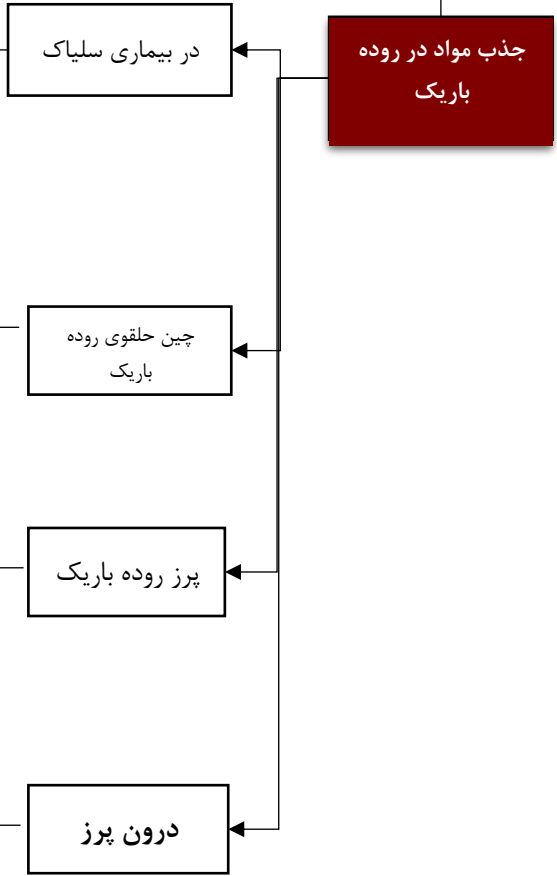 جذب مواد در روده
باریک
در بیماری سلیاک
چین حلقوی روده
باریک
پرز روده باریک
درون پرز